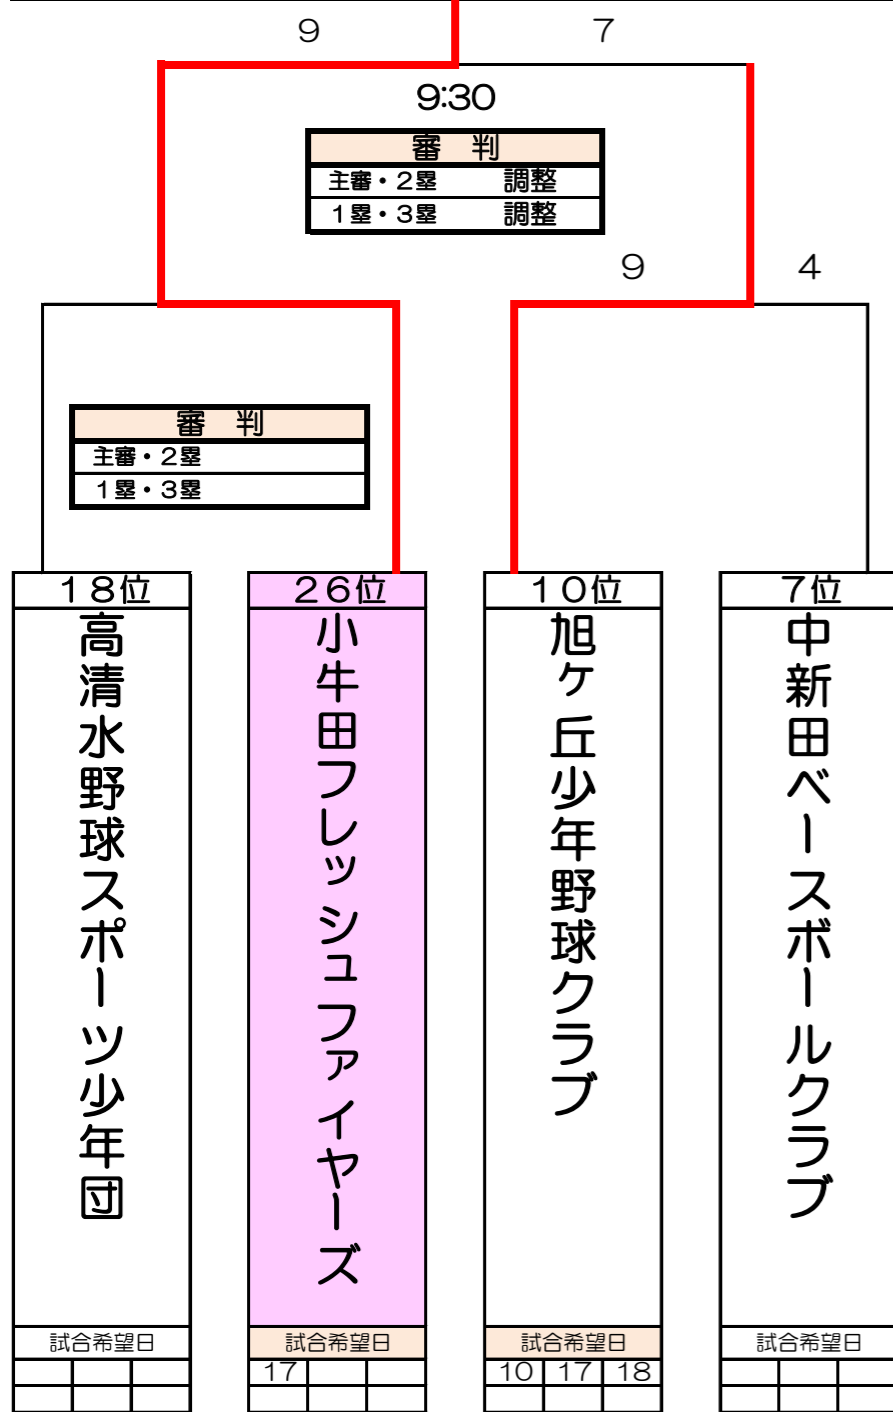 9 7
9:30
審 判
主審・2塁 調整
1塁・3塁 調整
9 4
審 判
主審・2塁
1塁・3塁
18位 26位 10位 7位
高清水野球スポーツ少年団
小牛田フレッシュファイヤーズ
旭ケ丘少年野球クラブ
中新田ベースボールクラブ
試合希望日 試合希望日 試合希望日 試合希望日
17 10 17 18